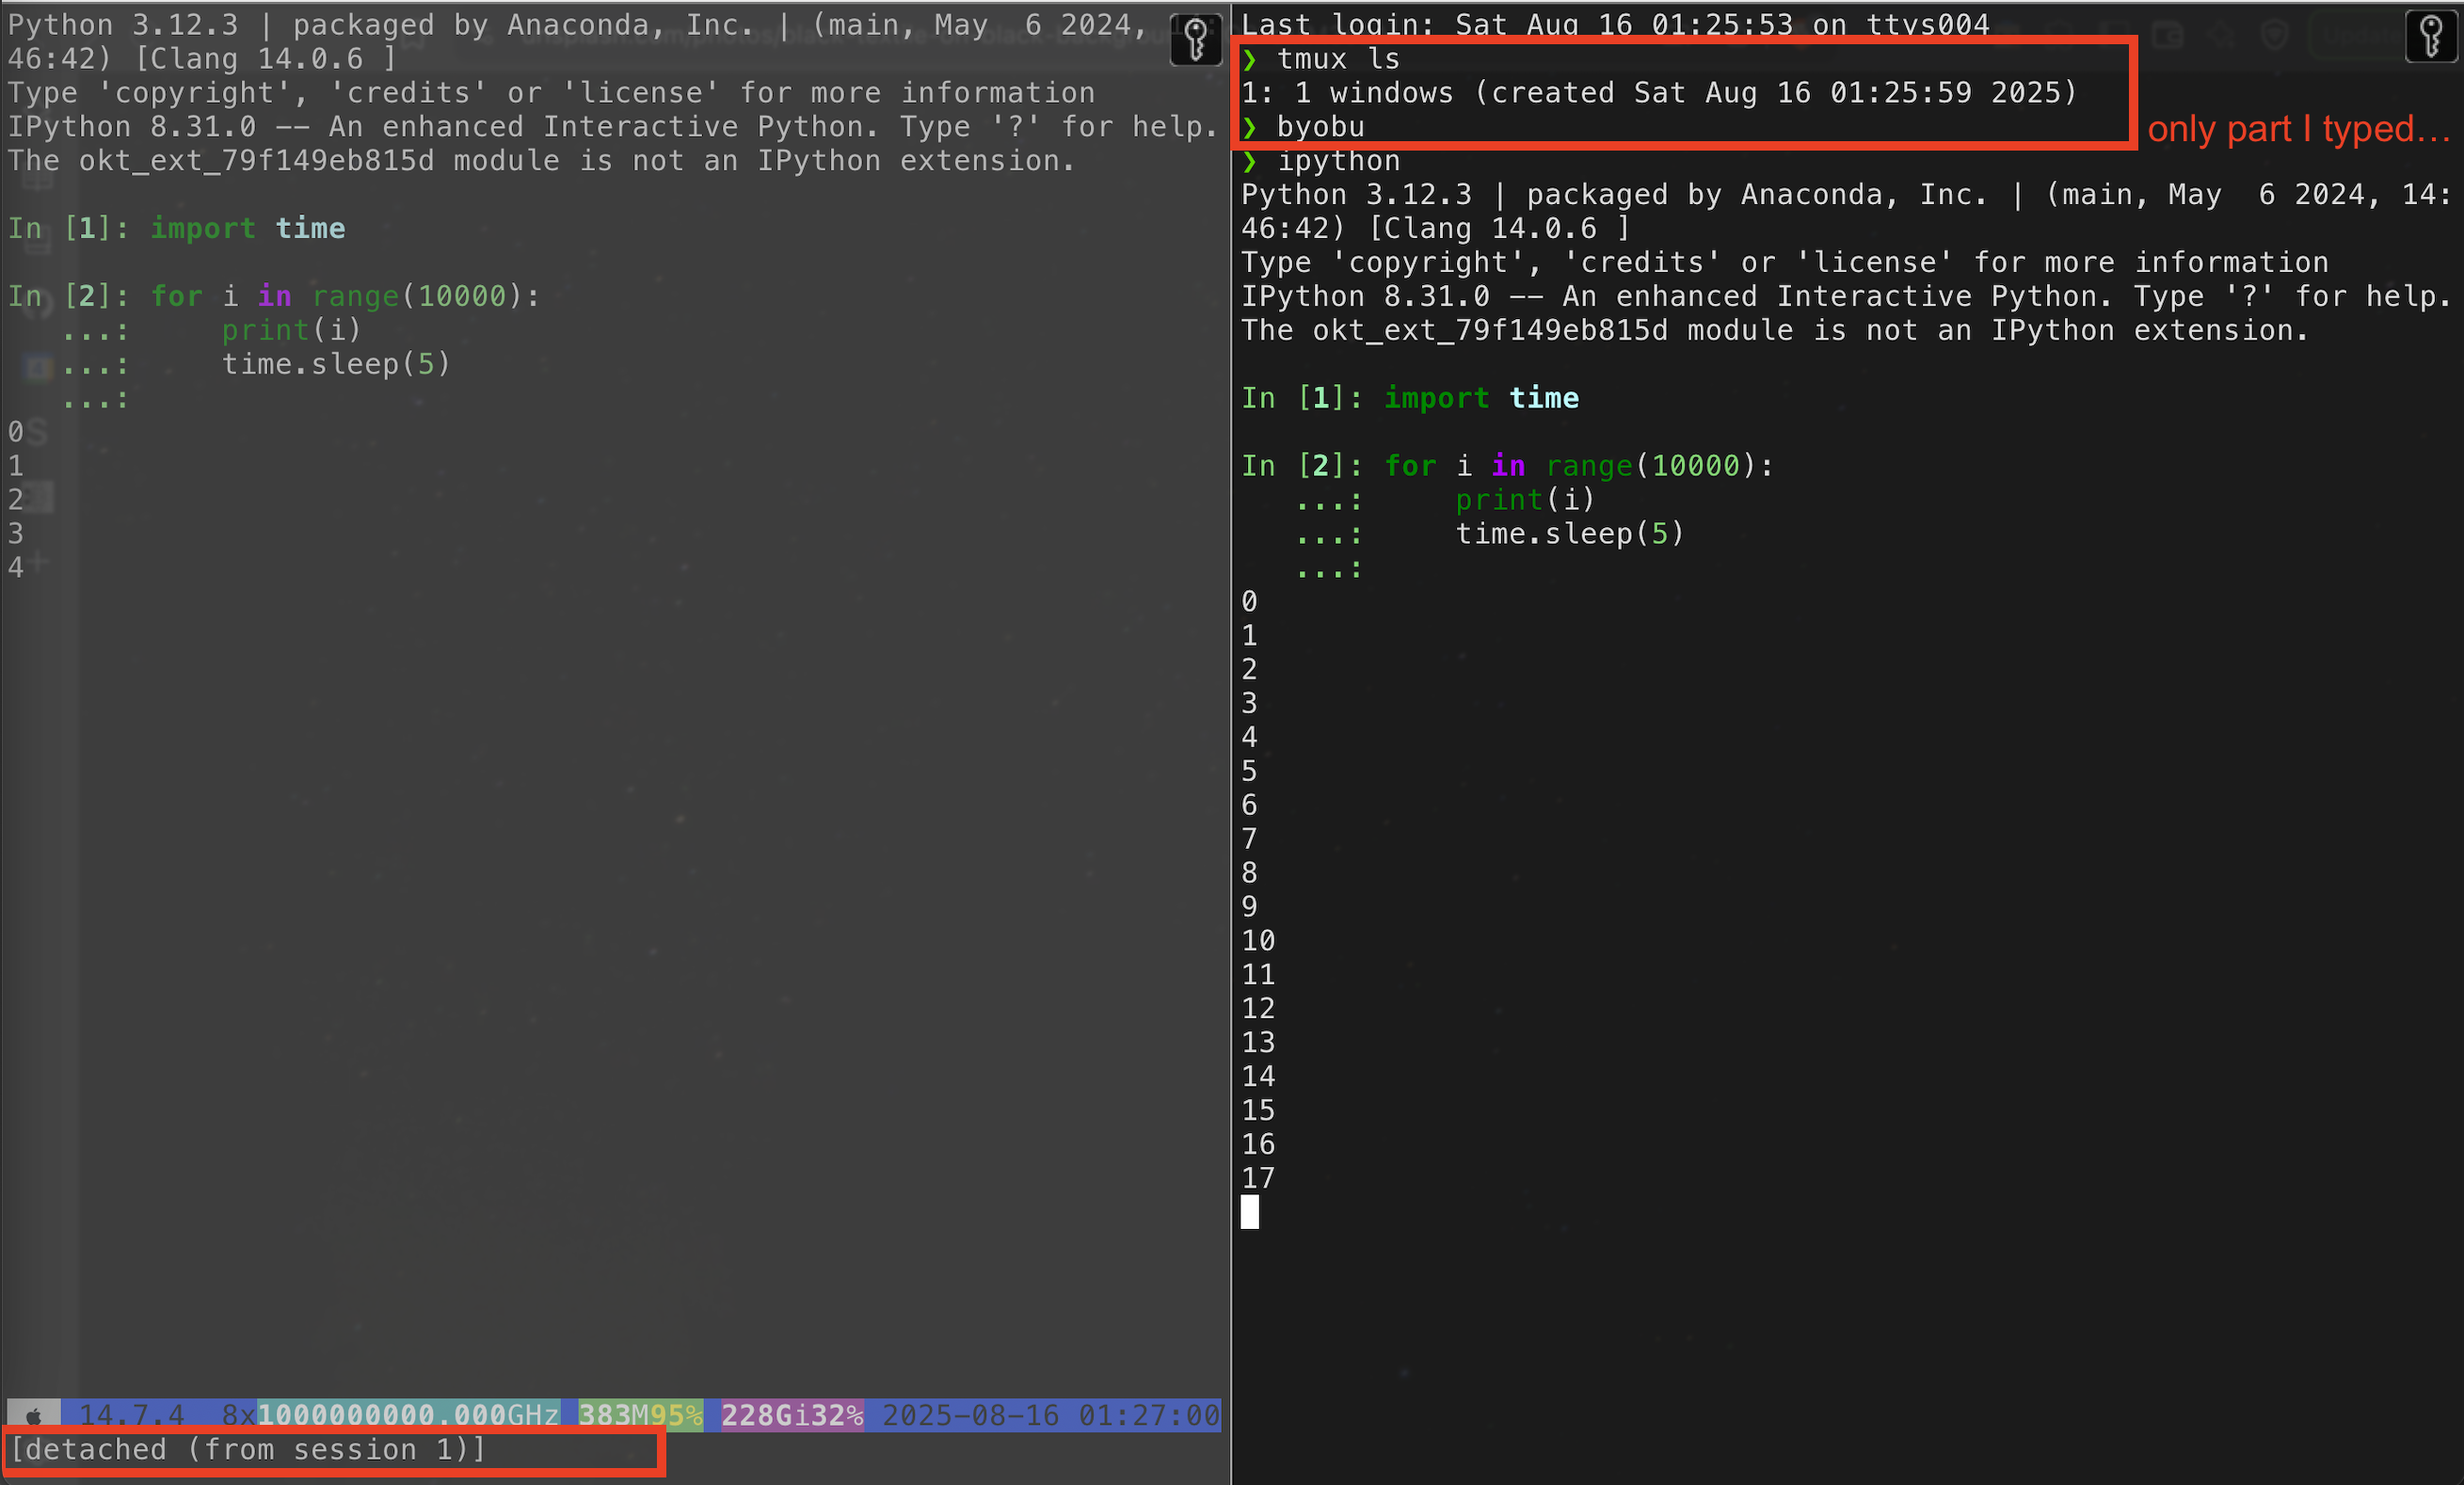 Python 3.12.3 | packaged by Anaconda, Inc. | (main, May  6 2024,
46:42) [Clang 14.0.6 ]
Type 'copyright', 'credits' or 'license' for more information
IPython 8.31.0 -- An enhanced Interactive Python. Type '?' for help.
The okt_ext_79f149eb815d module is not an IPython extension.
In [1]: import time
In [2]: for i in range(10000):
   ...:     print(i)
   ...:     time.sleep(5)
   ...:
0
1
2
3
4
14.7.4  8x1000000000.000GHz 383M95% 228Gi32% 2025-08-16 01:27:00
[detached (from session 1)]
Last login: Sat Aug 16 01:25:53 on ttys004
❯ tmux ls
1: 1 windows (created Sat Aug 16 01:25:59 2025)
❯ byobu
only part I typed...
❯ ipython
Python 3.12.3 | packaged by Anaconda, Inc. | (main, May  6 2024, 14:
46:42) [Clang 14.0.6 ]
Type 'copyright', 'credits' or 'license' for more information
IPython 8.31.0 -- An enhanced Interactive Python. Type '?' for help.
The okt_ext_79f149eb815d module is not an IPython extension.
In [1]: import time
In [2]: for i in range(10000):
   ...:     print(i)
   ...:     time.sleep(5)
   ...:
0
1
2
3
4
5
6
7
8
9
10
11
12
13
14
15
16
17